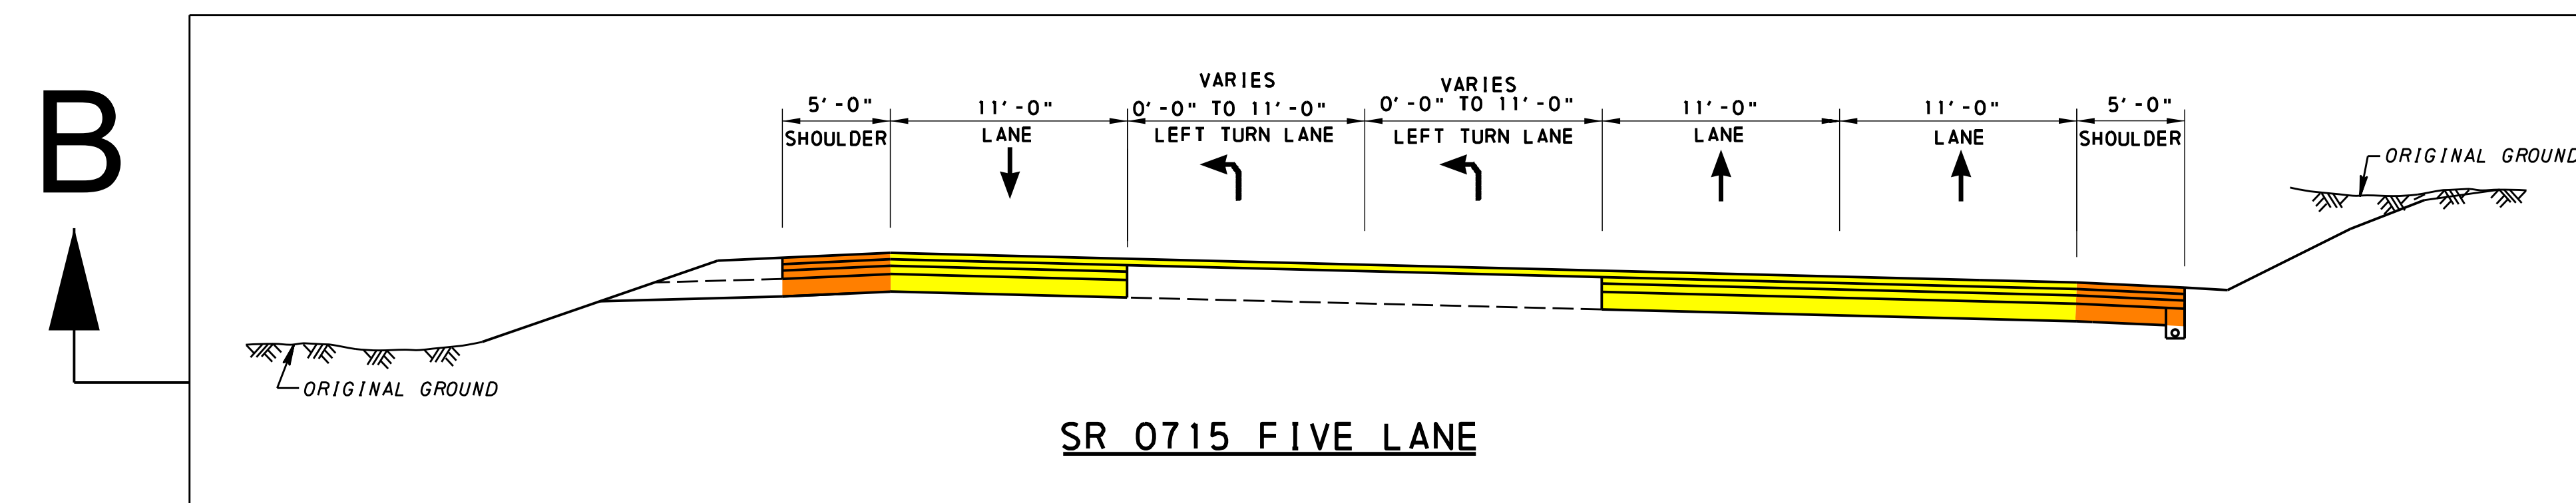 B
VARIES
VARIES
5'-0" 11'-0" 0'-0" TO 11'-0" 0'-0" TO 11'-0" 11'-0" 11'-0" 5'-0"
SHOULDER LANE LEFT TURN LANE LEFT TURN LANE LANE LANE SHOULDER
ORIGINAL GROUND
ORIGINAL GROUND
SR 0715 FIVE LANE